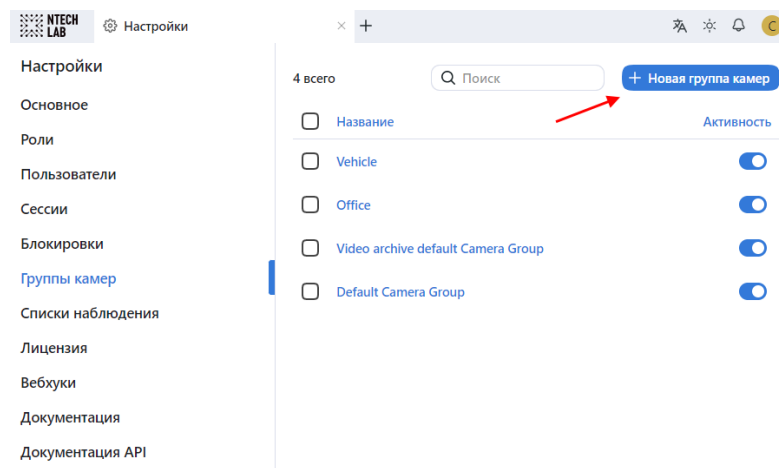 NTECH
LAB
Настройки
Настройки
Основное
Роли
Пользователи
Сессии
Блокировки
Группы камер
Списки наблюдения
Лицензия
Вебхуки
Документация
Документация API
4 всего
Поиск
+ Новая группа камер
Название
Активность
Vehicle
Office
Video archive default Camera Group
Default Camera Group
C